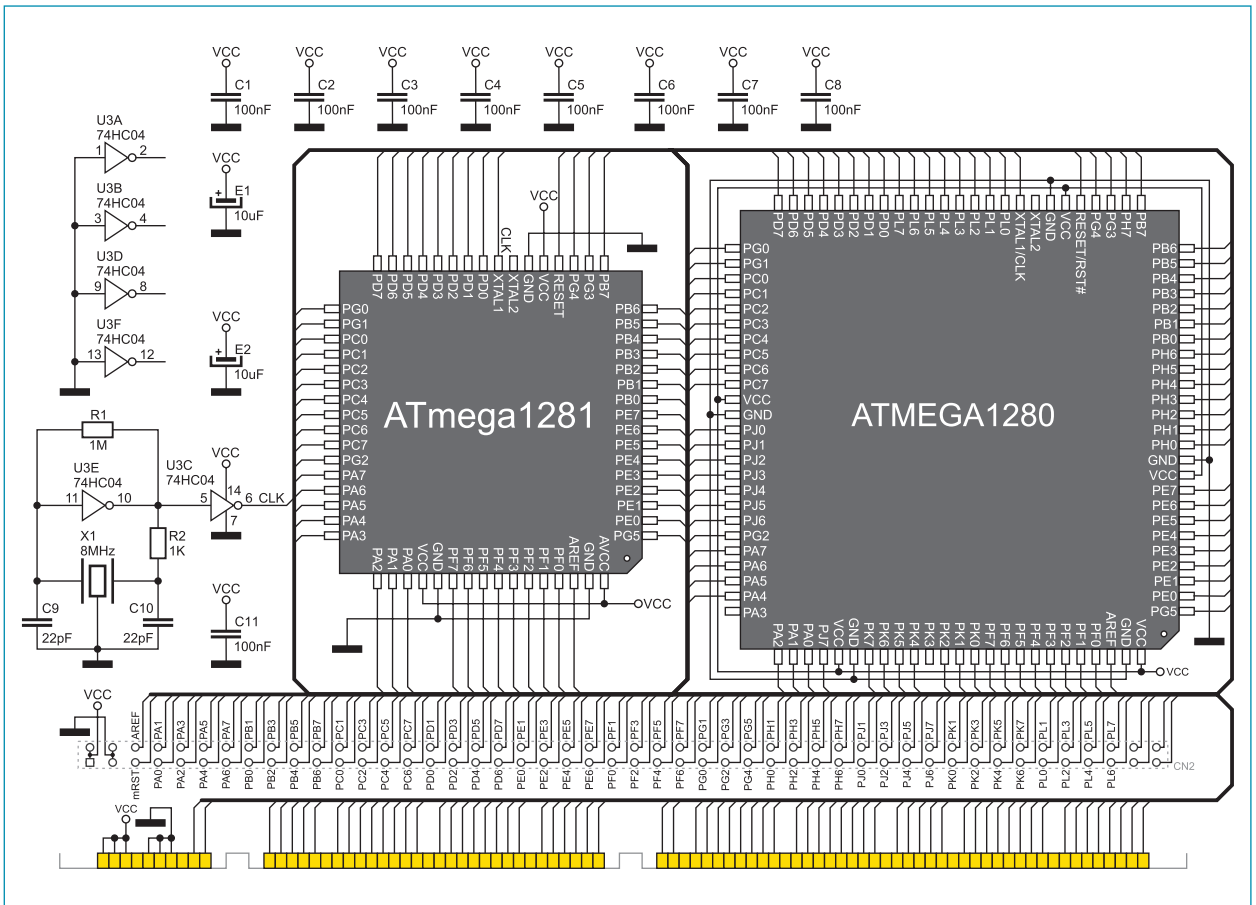 VCC VCC VCC VCC VCC VCC VCC VCC
C1 C2 C3 C4 C5 C6 C7 C8
100nF 100nF 100nF 100nF 100nF 100nF 100nF 100nF
U3A
74HC04
1 2
U3B
74HC04
3 4
U3D
74HC04
9 8
U3F
74HC04
13 12
VCC
+ E1
10uF
VCC
+ E2
10uF
R1
1M
U3E
74HC04
11 10
U3C
74HC04
VCC
5 14 6 CLK
7
X1
8MHz
R2
1K
C9
22pF
C10
22pF
VCC
C11
100nF
VCC
CLK
PD7 PD6 PD5 PD4 PD3 PD2 PD1 PD0 XTAL1 XTAL2 GND VCC RESET PG4 PG3 PB7
PG0
PG1
PC0
PC1
PC2
PC3
PC4
PC5
PC6
PC7
PG2
PA7
PA6
PA5
PA4
PA3
ATmega1281
PB6
PB5
PB4
PB3
PB2
PB1
PB0
PE7
PE6
PE5
PE4
PE3
PE2
PE1
PE0
PG5
PA2 PA1 PA0 VCC GND PF7 PF6 PF5 PF4 PF3 PF2 PF1 PF0 AREF GND AVCC
VCC
PD7 PD6 PD5 PD4 PD3 PD2 PD1 PD0 PL7 PL6 PL5 PL4 PL3 PL2 PL1 PL0 XTAL1/CLK XTAL2 GND VCC RESET/RST# PG4 PG3 PH7 PB7
PG0
PG1
PC0
PC1
PC2
PC3
PC4
PC5
PC6
PC7
VCC
GND
PJ0
PJ1
PJ2
PJ3
PJ4
PJ5
PJ6
PG2
PA7
PA6
PA5
PA4
PA3
ATMEGA1280
PB6
PB5
PB4
PB3
PB2
PB1
PB0
PH6
PH5
PH4
PH3
PH2
PH1
PH0
GND
VCC
PE7
PE6
PE5
PE4
PE3
PE2
PE1
PE0
PG5
PA2 PA1 PA0 PJ7 VCC GND PK7 PK6 PK5 PK4 PK3 PK2 PK1 PK0 PF7 PF6 PF5 PF4 PF3 PF2 PF1 PF0 AREF GND VCC
VCC
VCC
AREF PA1 PA3 PA5 PA7 PB1 PB3 PB5 PB7 PC1 PC3 PC5 PC7 PD1 PD3 PD5 PD7 PE1 PE3 PE5 PE7 PF1 PF3 PF5 PF7 PG1 PG3 PG5 PH1 PH3 PH5 PH7 PJ1 PJ3 PJ5 PJ7 PK1 PK3 PK5 PK7 PL1 PL3 PL5 PL7
mRST PA0 PA2 PA4 PA6 PB0 PB2 PB4 PB6 PC0 PC2 PC4 PC6 PD0 PD2 PD4 PD6 PE0 PE2 PE4 PE6 PF0 PF2 PF4 PF6 PG0 PG2 PG4 PH0 PH2 PH4 PH6 PJ0 PJ2 PJ4 PJ6 PK0 PK2 PK4 PK6 PL0 PL2 PL4 PL6
CN2
VCC